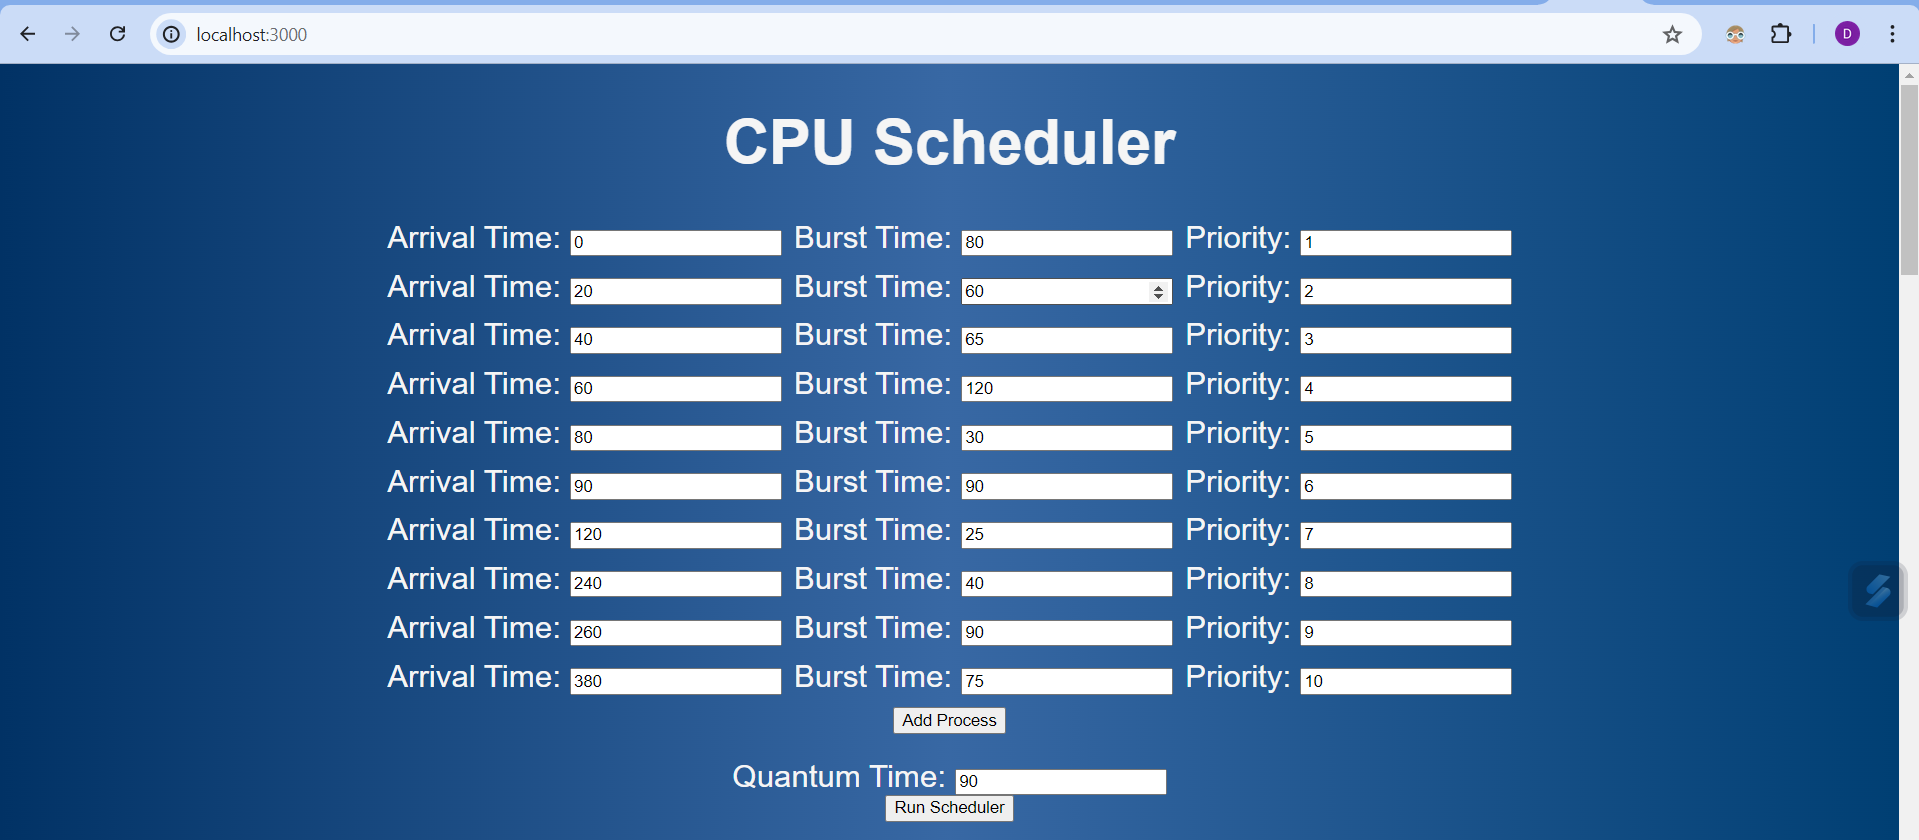 localhost:3000
D
CPU Scheduler
Arrival Time: 0 Burst Time: 80 Priority: 1
Arrival Time: 20 Burst Time: 60 Priority: 2
Arrival Time: 40 Burst Time: 65 Priority: 3
Arrival Time: 60 Burst Time: 120 Priority: 4
Arrival Time: 80 Burst Time: 30 Priority: 5
Arrival Time: 90 Burst Time: 90 Priority: 6
Arrival Time: 120 Burst Time: 25 Priority: 7
Arrival Time: 240 Burst Time: 40 Priority: 8
Arrival Time: 260 Burst Time: 90 Priority: 9
Arrival Time: 380 Burst Time: 75 Priority: 10
Add Process
Quantum Time: 90
Run Scheduler